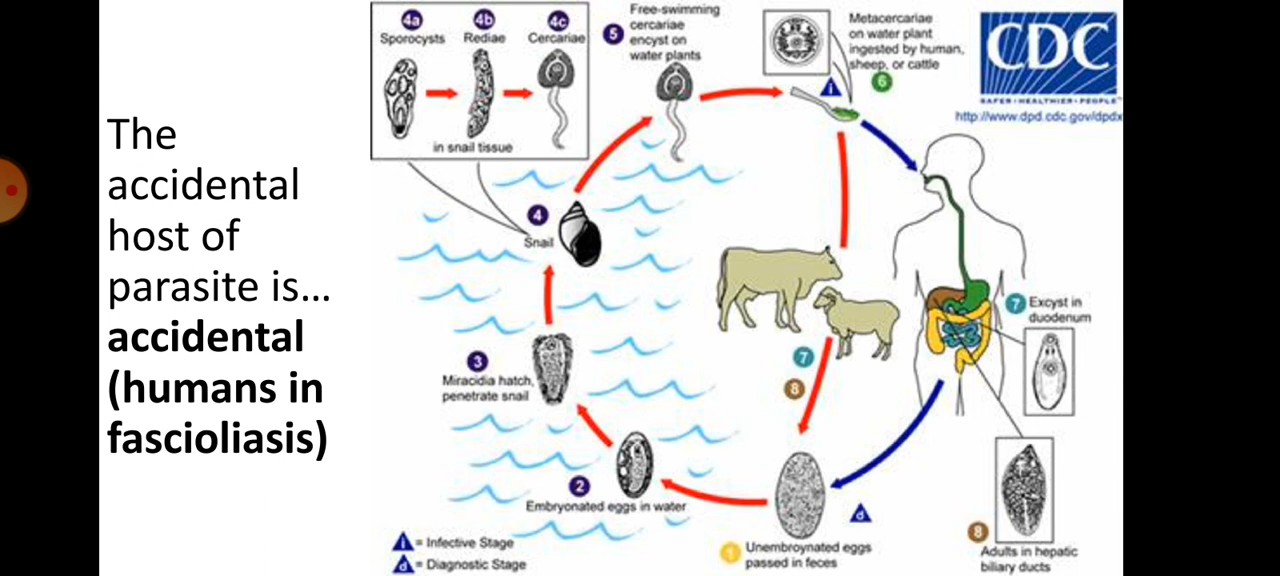 The
accidental
host of
parasite is...
accidental
(humans in
fascioliasis)
4a
Sporocysts
4b
Rediae
4c
Cercariae
in snail tissue
5
Free-swimming
cercariae
encyst on
water plants
Metacercariae
on water plant
ingested by human,
sheep, or cattle
6
i
CDC
SAFER·HEALTHIER·PEOPLE™
http://www.dpd.cdc.gov/dpdx
4
Snail
3
Miracidia hatch,
penetrate snail
2
Embryonated eggs in water
7
8
7
Excyst in
duodenum
d
1
Unembroynated eggs
passed in feces
8
Adults in hepatic
biliary ducts
i = Infective Stage
d = Diagnostic Stage